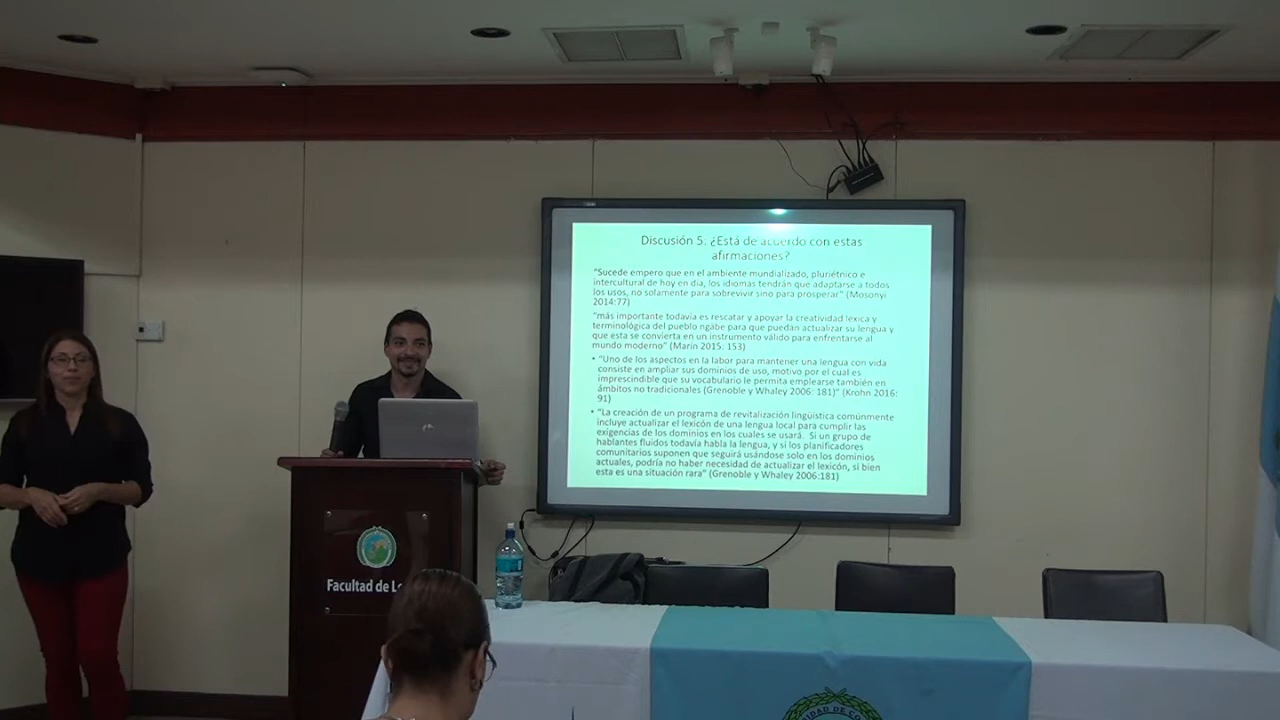 Discusión 5: ¿Está de acuerdo con estas
afirmaciones?
"Sucede empero que en el ambiente mundializado, pluriétnico e
intercultural de hoy en día, los idiomas tendrán que adaptarse a todos
los usos, no solamente para sobrevivir sino para prosperar" (Mosonyi
2014:77)
"más importante todavía es rescatar y apoyar la creatividad léxica y
terminológica del pueblo ngabe para que puedan actualizar su lengua y
que esta se convierta en un instrumento válido para enfrentarse al
mundo moderno" (Marín 2015: 153)
• "Uno de los aspectos en la labor para mantener una lengua con vida
consiste en ampliar sus dominios de uso, motivo por el cual es
imprescindible que su vocabulario le permita emplearse también en
ámbitos no tradicionales (Grenoble y Whaley 2006: 181)" (Krohn 2016:
91)
• "La creación de un programa de revitalización lingüística comúnmente
incluye actualizar el lexicón de una lengua local para cumplir las
exigencias de los dominios en los cuales se usará. Si un grupo de
hablantes fluidos todavía habla la lengua, y si los planificadores
comunitarios suponen que seguirá usándose solo en los dominios
actuales, podría no haber necesidad de actualizar el lexicón, si bien
esta es una situación rara" (Grenoble y Whaley 2006:181)
hp
Facultad de Le
DAD DE CO